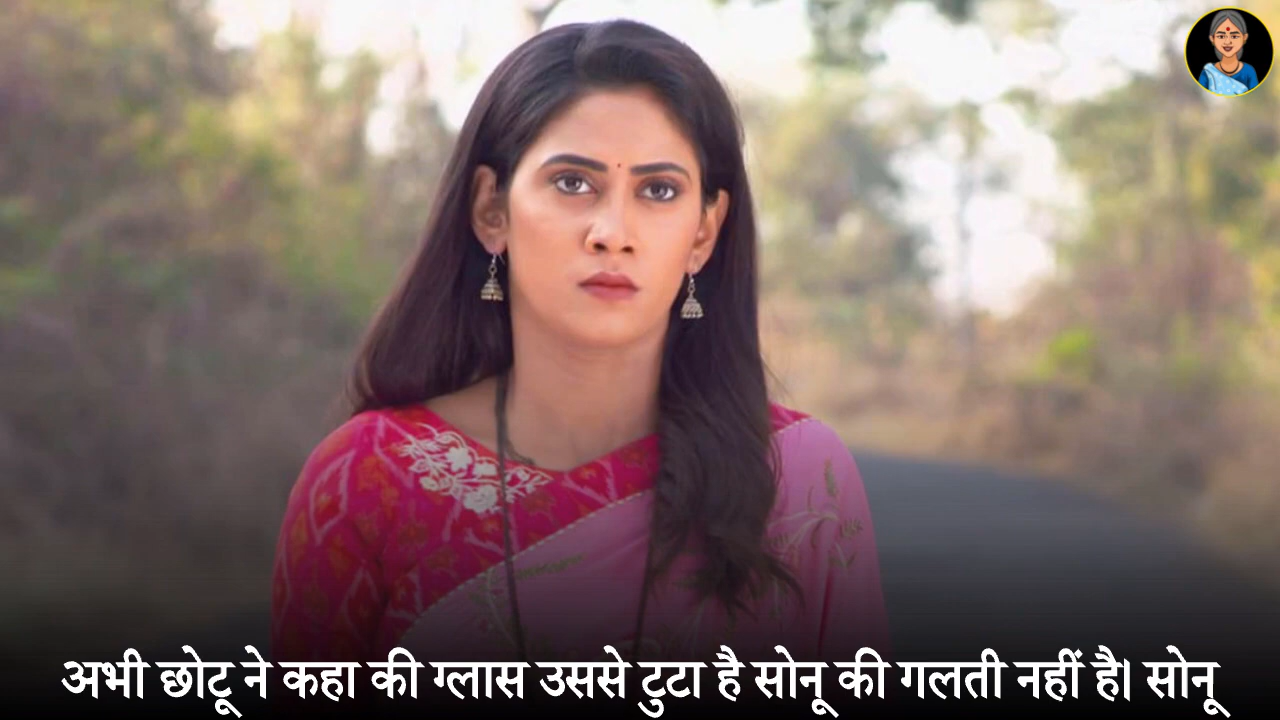 अभी छोटू ने कहा की ग्लास उससे टुटा है सोनू की गलती नहीं है। सोनू